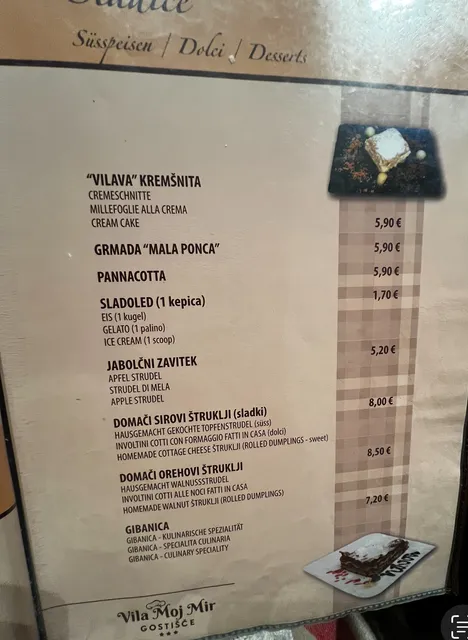 Süsspeisen / Dolci / Desserts
"VILAVA" KREMŠNITA
CREMESCHNITTE
MILLEFOGLIE ALLA CREMA
CREAM CAKE
5,90 €
GRMADA "MALA PONCA"
5,90 €
PANNACOTTA
5,90 €
SLADOLED (1 kepica)
1,70 €
EIS (1 kugel)
GELATO (1 palino)
ICE CREAM (1 scoop)
JABOLČNI ZAVITEK
5,20 €
APFEL STRUDEL
STRUDEL DI MELA
APPLE STRUDEL
DOMAČI SIROVI ŠTRUKLJI (sladki)
8,00 €
HAUSGEMACHT GEKOCHTE TOPFENSTRUDEL (süss)
INVOLTINI COTTI CON FORMAGGIO FATTI IN CASA (dolci)
HOMEMADE COTTAGE CHEESE ŠTRUKLJI (ROLLED DUMPLINGS - sweet)
DOMAČI OREHOVI ŠTRUKLJI
8,50 €
HAUSGEMACHT WALNUSSSTRUDEL
INVOLTINI COTTI ALLE NOCI FATTI IN CASA
HOMEMADE WALNUT ŠTRUKLJI (ROLLED DUMPLINGS)
GIBANICA
7,20 €
GIBANICA - KULINARISCHE SPEZIALITÄT
GIBANICA - SPECIALITA CULINARIA
GIBANICA - CULINARY SPECIALITY
Vila Moj Mir
GOSTIŠČE